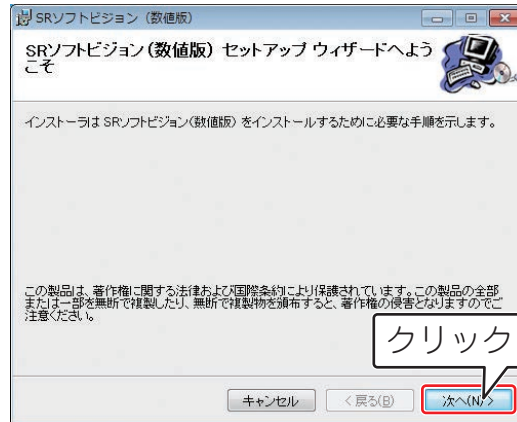 SRソフトビジョン（数値版）
SRソフトビジョン（数値版） セットアップ ウィザードへよう
こそ
インストーラは SRソフトビジョン（数値版） をインストールするために必要な手順を示します。
この製品は、著作権に関する法律および国際条約により保護されています。この製品の全部
または一部を無断で複製したり、無断で複製物を頒布すると、著作権の侵害となりますのでご
注意ください。
クリック
キャンセル
< 戻る(B)
次へ(N) >